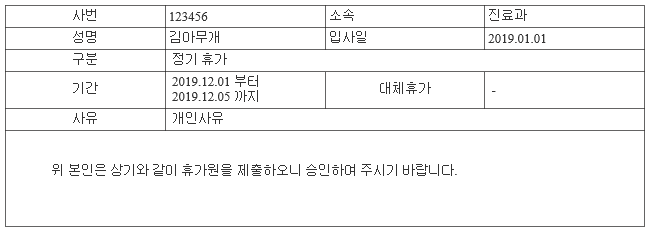 사번 123456 소속 진료과
성명 김아무개 입사일 2019.01.01
구분 정기 휴가
기간 2019.12.01 부터 대체휴가 -
2019.12.05 까지
사유 개인사유
위 본인은 상기와 같이 휴가원을 제출하오니 승인하여 주시기 바랍니다.